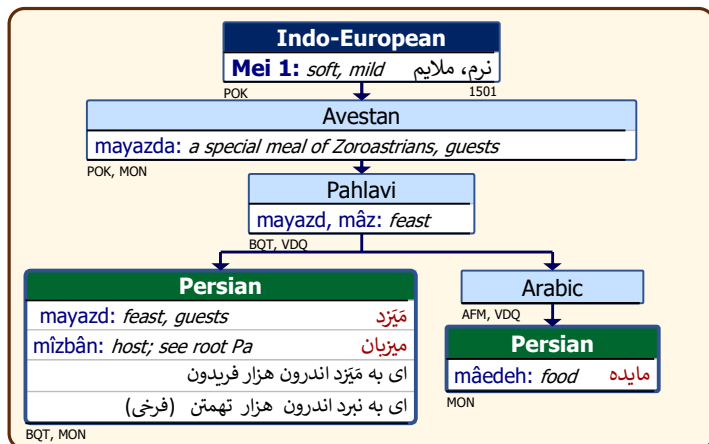 Indo-European
Mei 1: soft, mild نرم، ملایم
POK 1501
Avestan
mayazda: a special meal of Zoroastrians, guests
POK, MON
Pahlavi
mayazd, mâz: feast
BQT, VDQ
Persian
mayazd: feast, guests مَیَزد
mîzbân: host; see root Pa میزبان
ای به مَیَزد اندرون هزار فریدون
ای به نبرد اندرون هزار تهمتن (فرخی)
BQT, MON
Arabic
AFM, VDQ
Persian
mâedeh: food مایده
MON